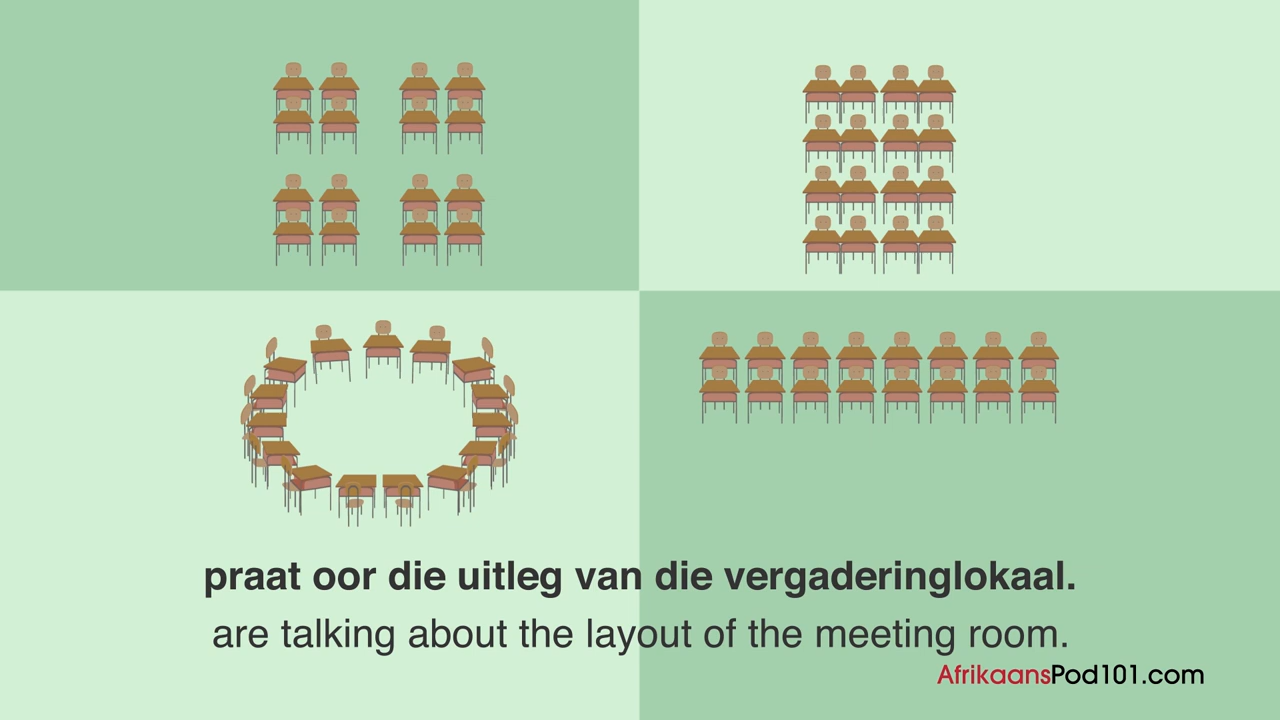 praat oor die uitleg van die vergaderinglokaal.
are talking about the layout of the meeting room.
AfrikaansPod101.com